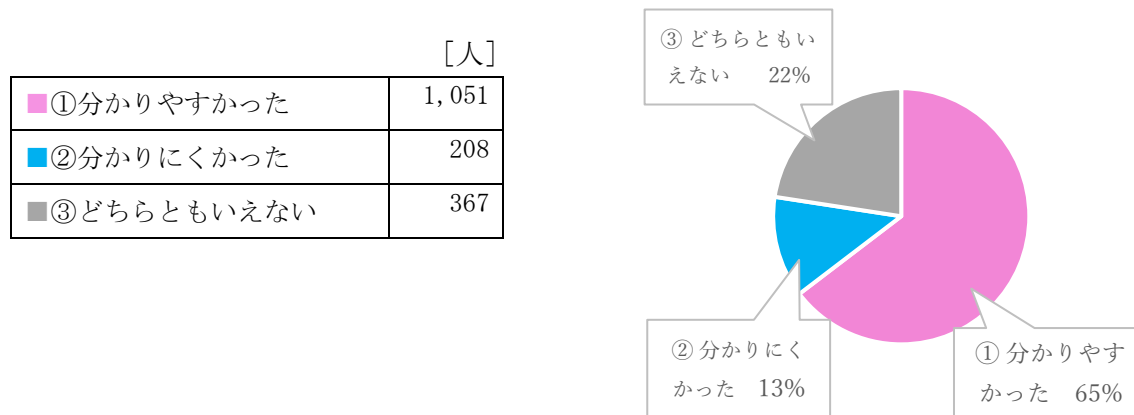 ［人］
■①分かりやすかった 1,051
■②分かりにくかった 208
■③どちらともいえない 367
③ どちらともい
えない 22%
② 分かりにく
かった 13%
① 分かりやす
かった 65%